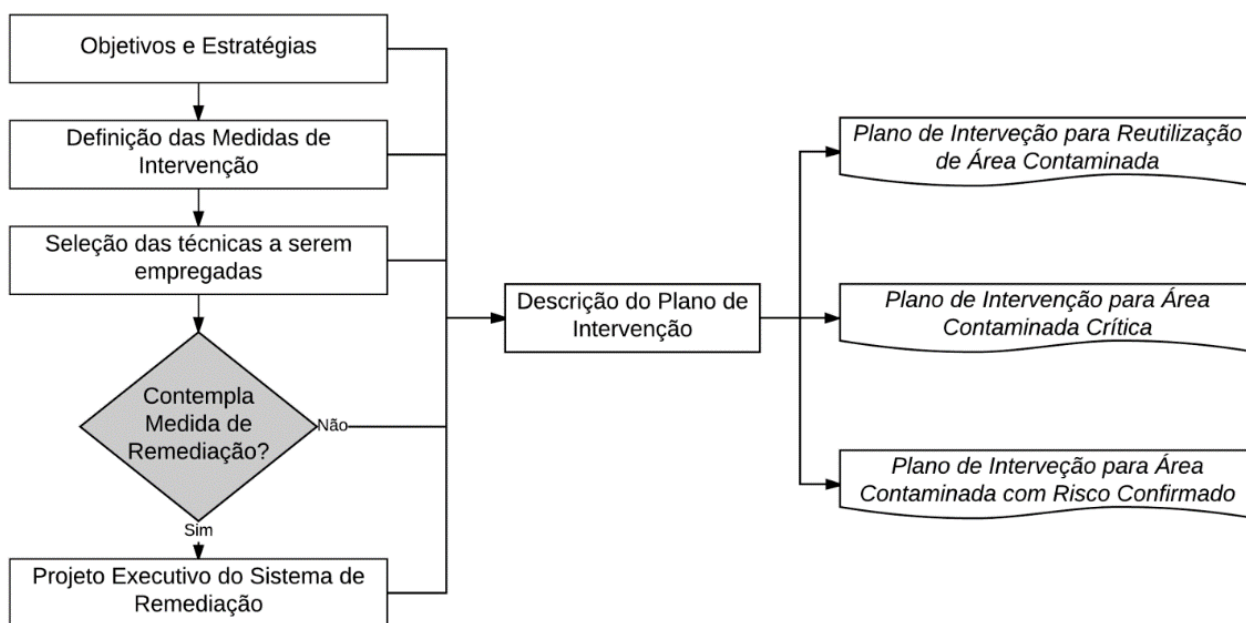 Objetivos e Estratégias
Definição das Medidas de
Intervenção
Seleção das técnicas a serem
empregadas
Contempla
Medida de
Remediação?
Não
Sim
Projeto Executivo do Sistema de
Remediação
Descrição do Plano de
Intervenção
Plano de Interveção para Reutilização
de Área Contaminada
Plano de Intervenção para Área
Contaminada Crítica
Plano de Interveção para Área
Contaminada com Risco Confirmado